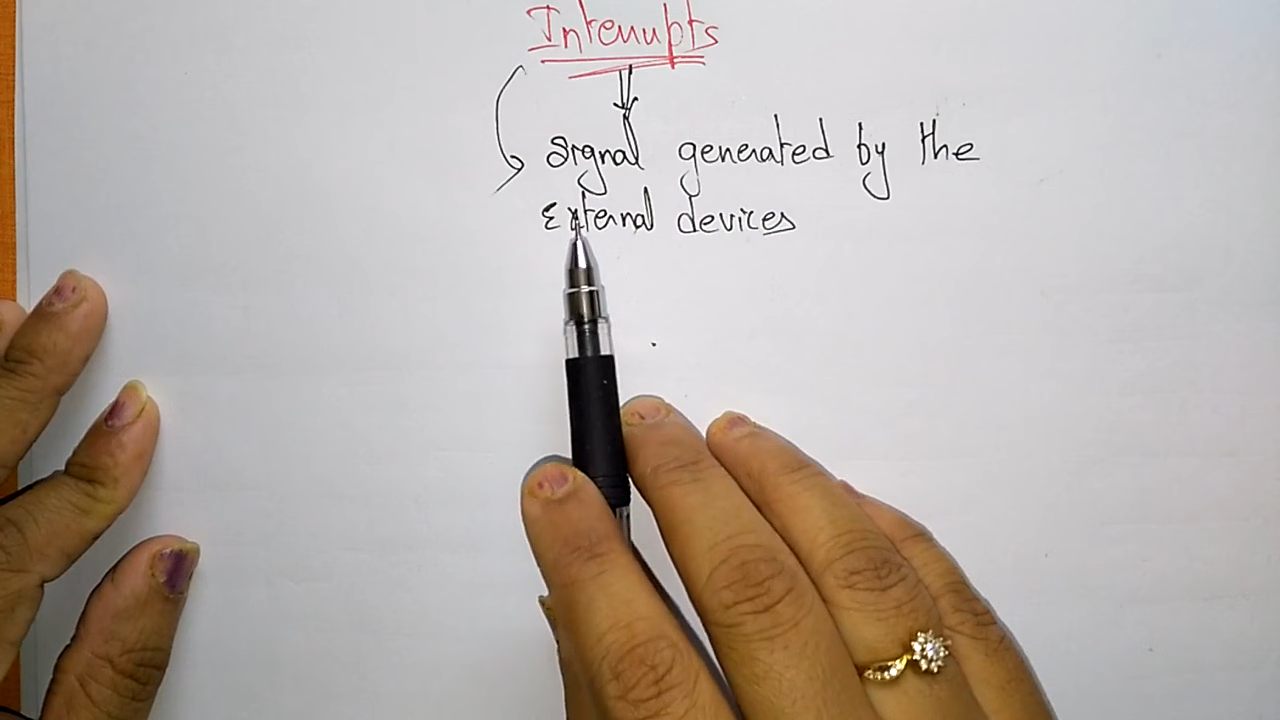 Interrupts
signal generated by the
External devices